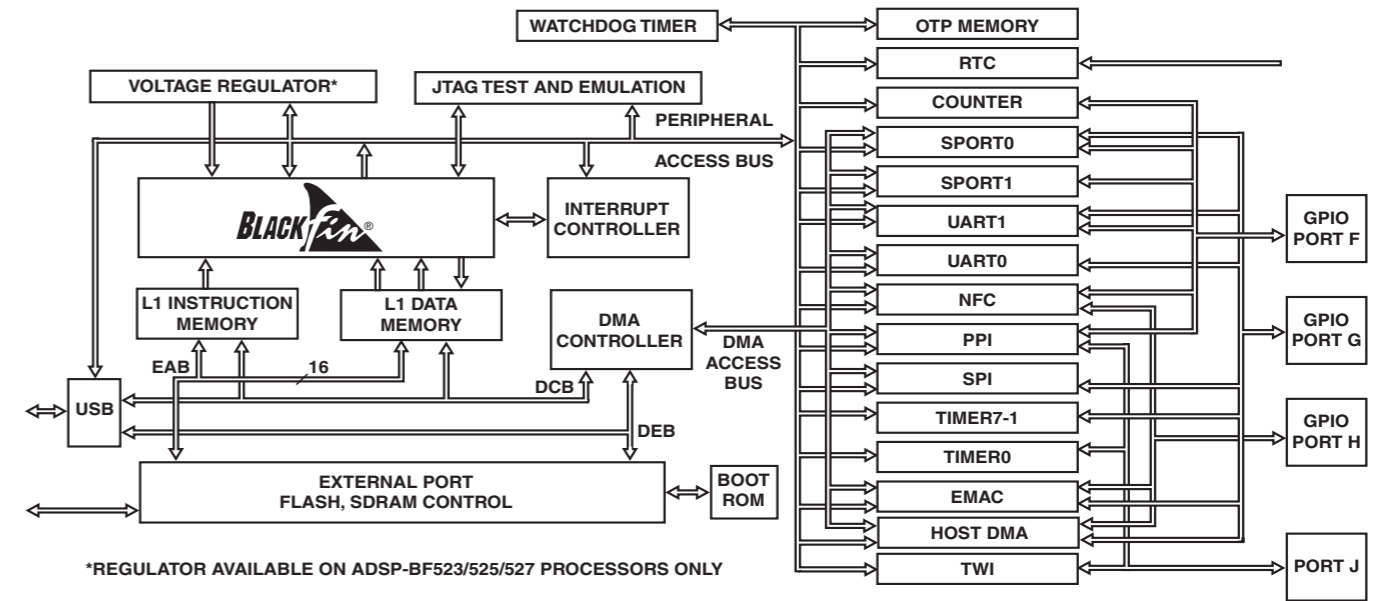 WATCHDOG TIMER
OTP MEMORY
RTC
VOLTAGE REGULATOR*
JTAG TEST AND EMULATION
COUNTER
PERIPHERAL
ACCESS BUS
SPORT0
SPORT1
BLACKfin®
INTERRUPT
CONTROLLER
UART1
GPIO
PORT F
UART0
L1 INSTRUCTION
MEMORY
L1 DATA
MEMORY
DMA
CONTROLLER
NFC
GPIO
PORT G
DMA
ACCESS
BUS
PPI
EAB
16
DCB
SPI
USB
TIMER7-1
GPIO
PORT H
DEB
TIMER0
EXTERNAL PORT
FLASH, SDRAM CONTROL
BOOT
ROM
EMAC
HOST DMA
TWI
PORT J
*REGULATOR AVAILABLE ON ADSP-BF523/525/527 PROCESSORS ONLY